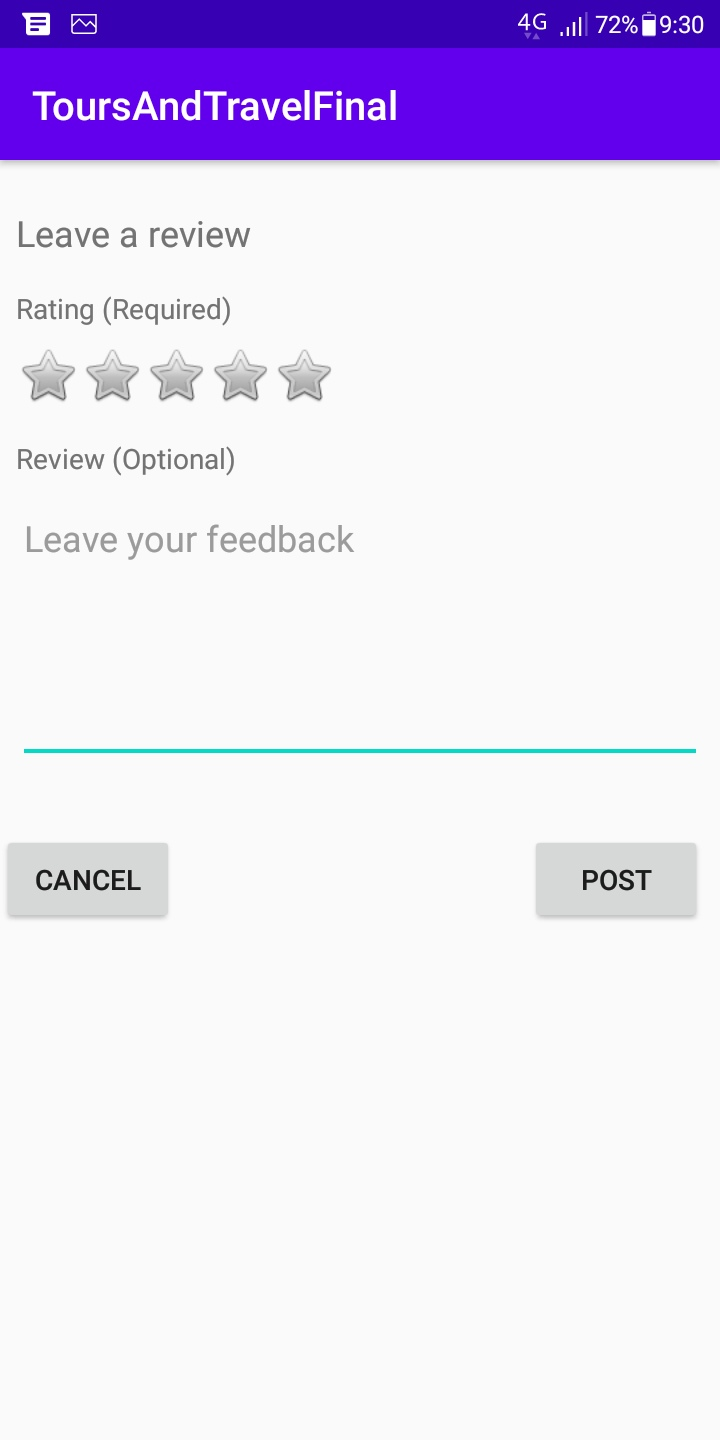 4G 72% 9:30
ToursAndTravelFinal
Leave a review
Rating (Required)
Review (Optional)
Leave your feedback
CANCEL POST